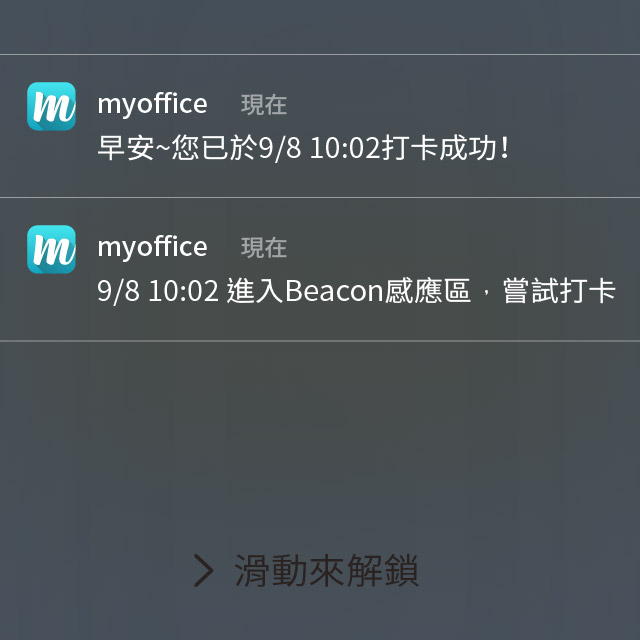 myoffice 現在
早安~您已於9/8 10:02打卡成功！
myoffice 現在
9/8 10:02 進入Beacon感應區，嘗試打卡
> 滑動來解鎖